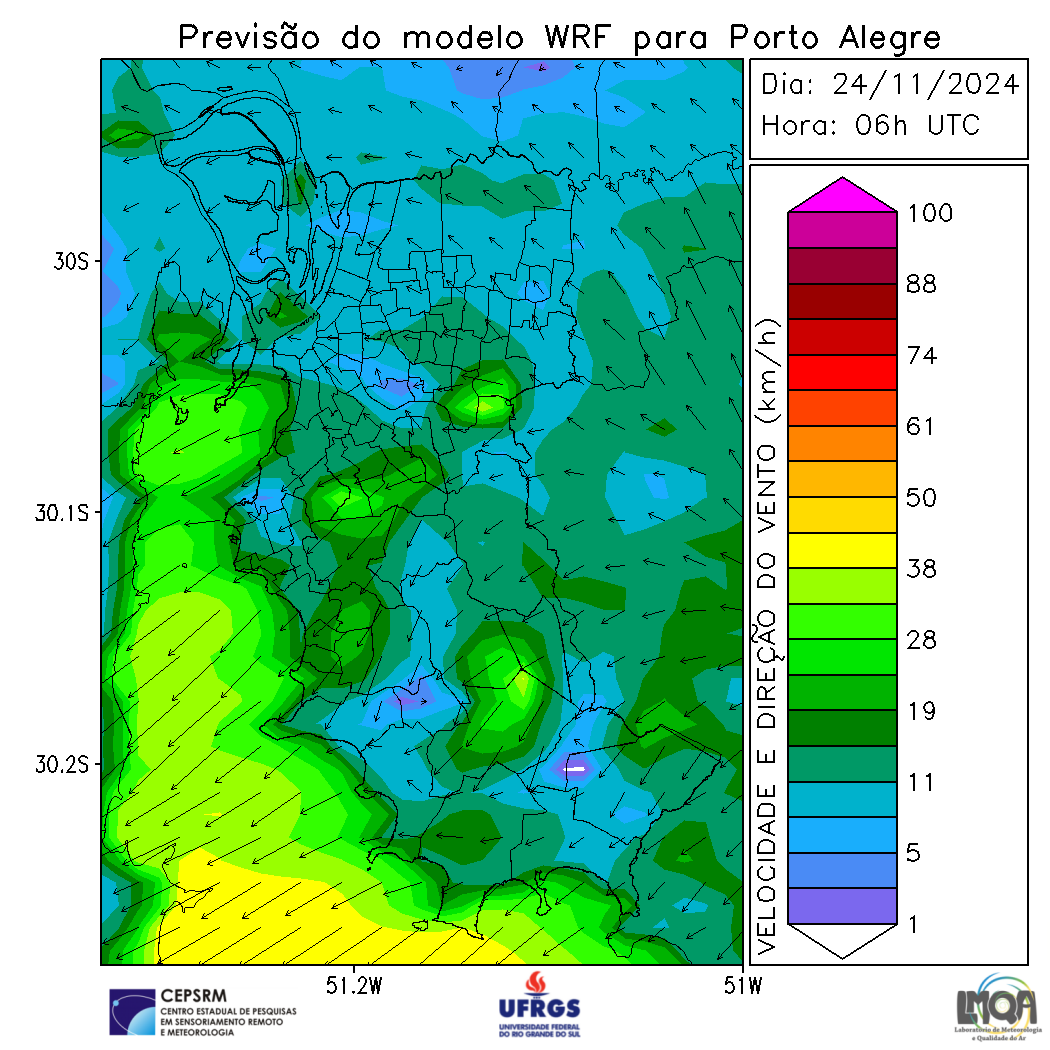 Previsão do modelo WRF para Porto Alegre
Dia: 24/11/2024
Hora: 06h UTC
30S
30.1S
30.2S
51.2W
51W
VELOCIDADE E DIREÇÃO DO VENTO (km/h)
100
88
74
61
50
38
28
19
11
5
1
CEPSRM
CENTRO ESTADUAL DE PESQUISAS
EM SENSORIAMENTO REMOTO
E METEOROLOGIA
UFRGS
UNIVERSIDADE FEDERAL
DO RIO GRANDE DO SUL
LMQA
Laboratório de Meteorologia
e Qualidade do Ar